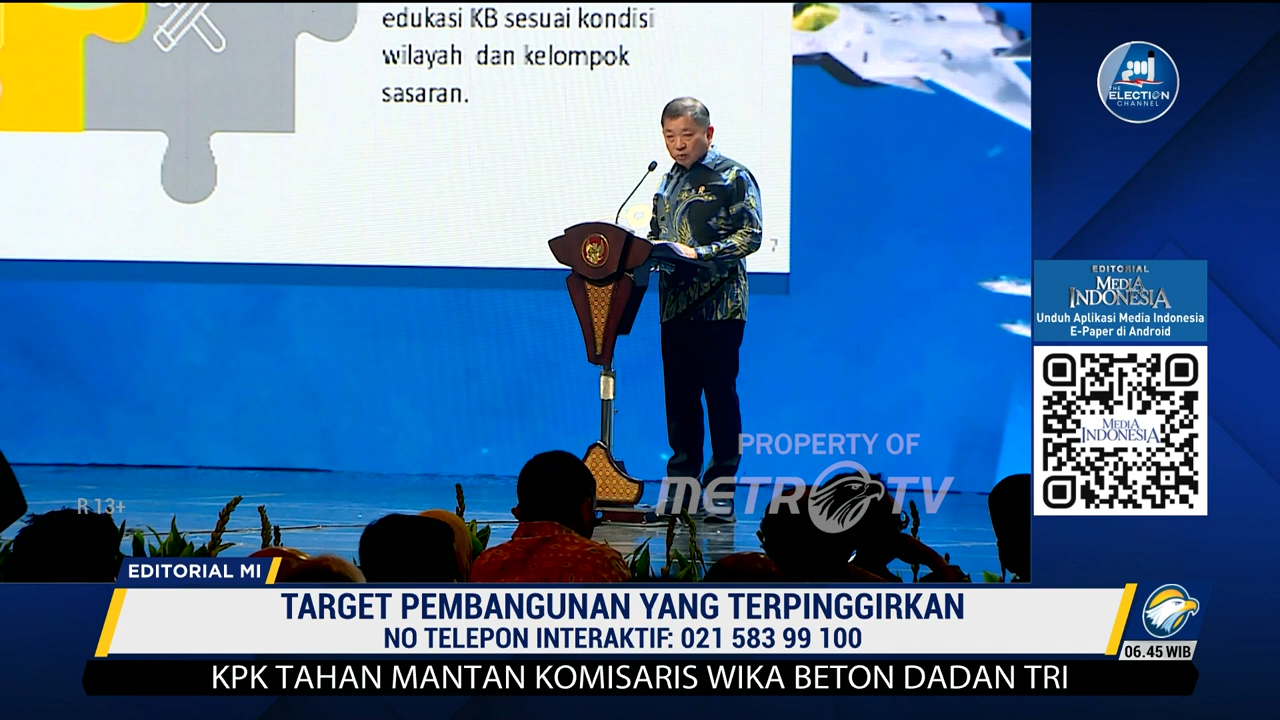 edukasi KB sesuai kondisi
wilayah dan kelompok
sasaran.
7
THE
ELECTION
CHANNEL
EDITORIAL
MEDIA
INDONESIA
Unduh Aplikasi Media Indonesia
E-Paper di Android
MEDIA
INDONESIA
PROPERTY OF
METRO TV
R 13+
EDITORIAL MI
TARGET PEMBANGUNAN YANG TERPINGGIRKAN
NO TELEPON INTERAKTIF: 021 583 99 100
06.45 WIB
KPK TAHAN MANTAN KOMISARIS WIKA BETON DADAN TRI